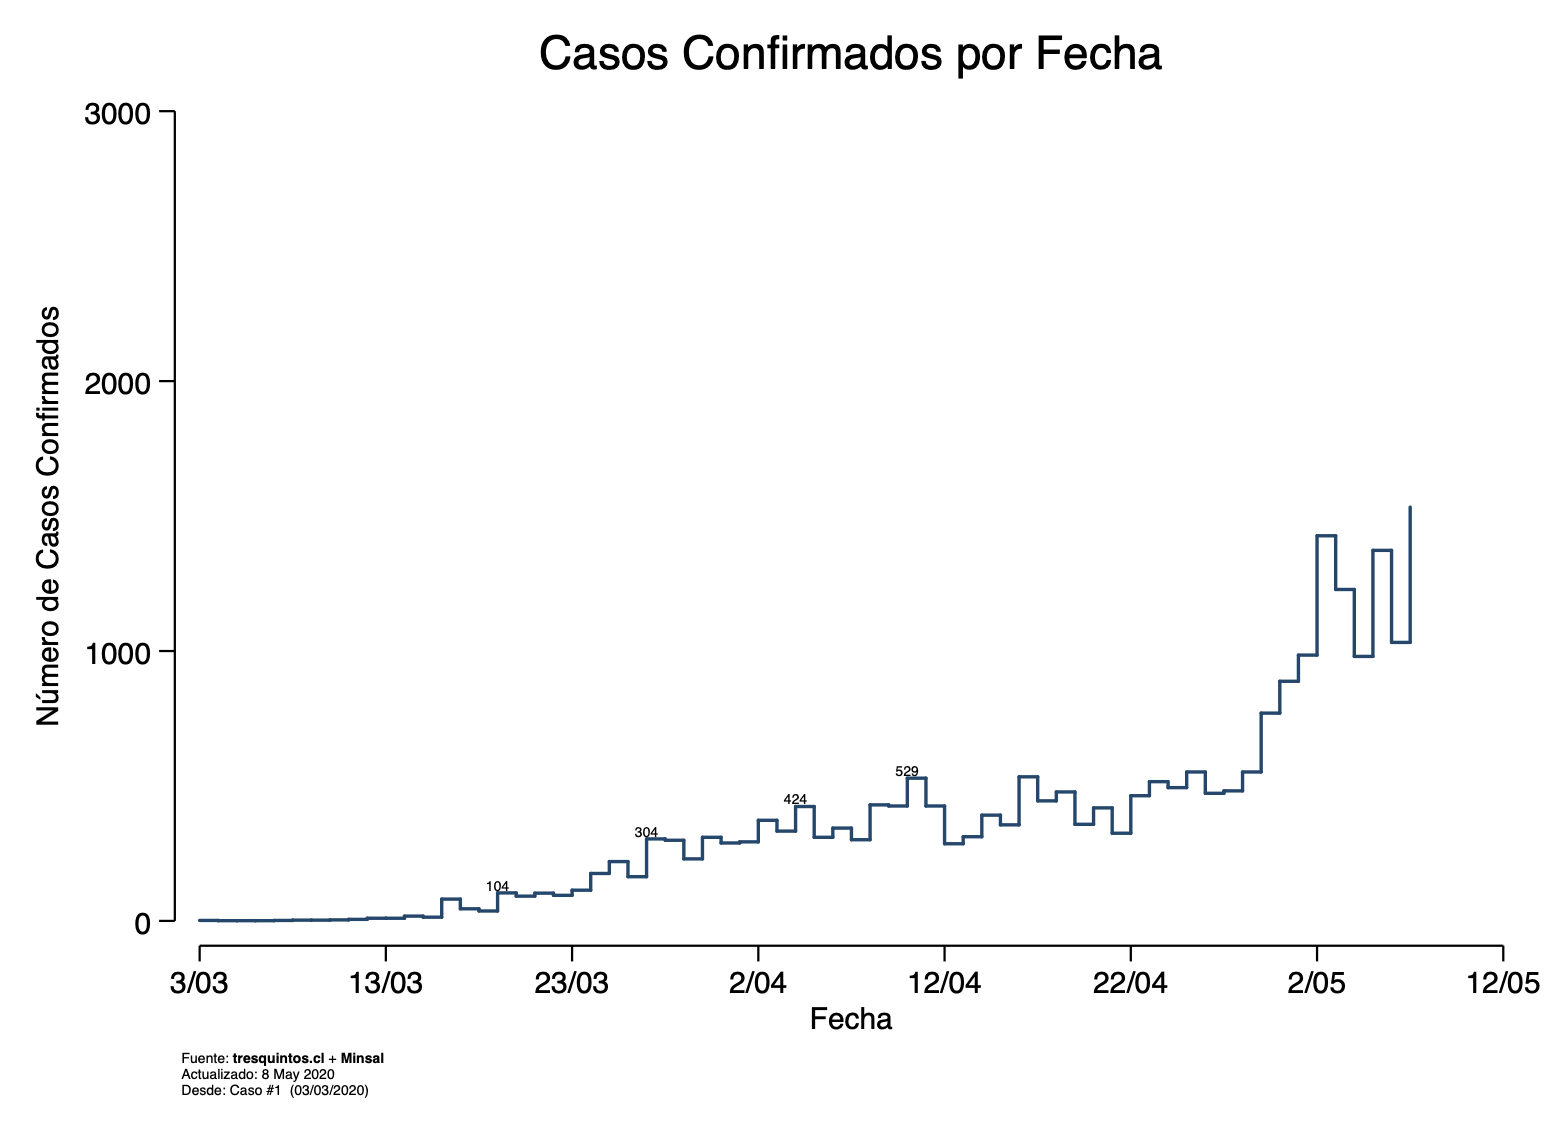 Casos Confirmados por Fecha
3000
2000
1000
0
Número de Casos Confirmados
104
304
424
529
3/03
13/03
23/03
2/04
12/04
22/04
2/05
12/05
Fecha
Fuente: tresquintos.cl + Minsal
Actualizado: 8 May 2020
Desde: Caso #1 (03/03/2020)